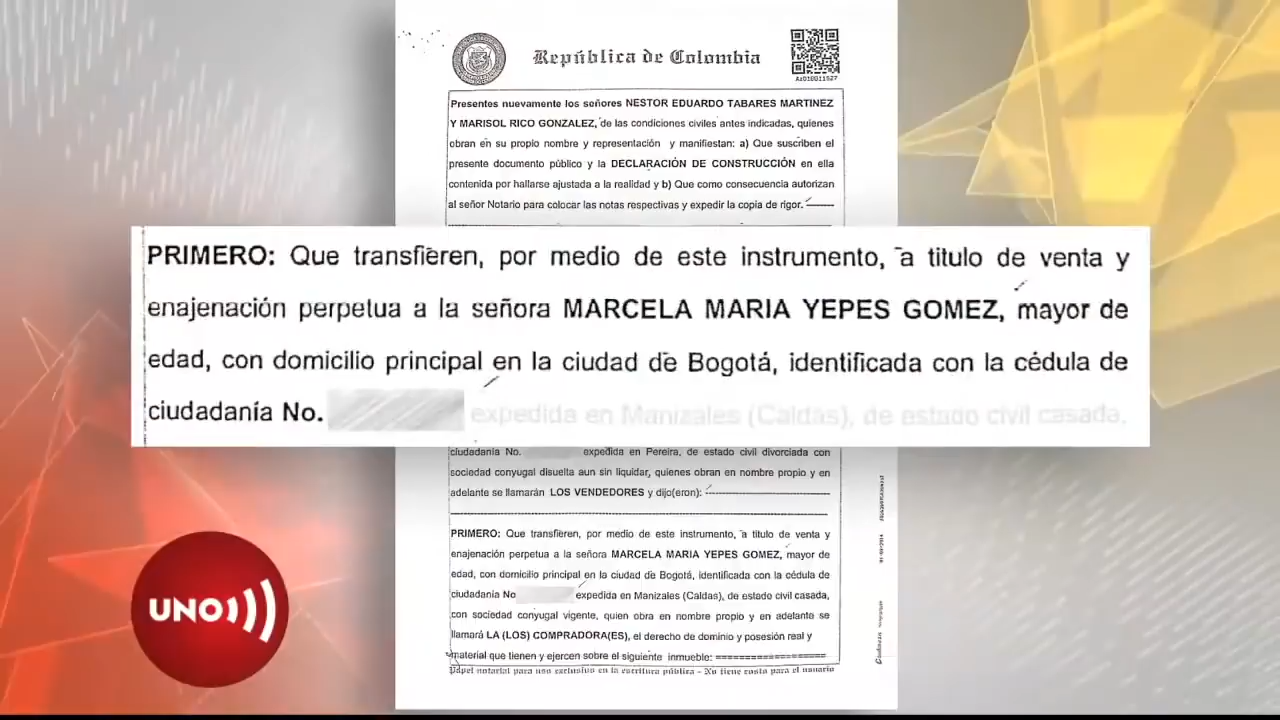 República de Colombia
Aa018011527
Presentes nuevamente los señores NESTOR EDUARDO TABARES MARTINEZ
Y MARISOL RICO GONZALEZ, de las condiciones civiles antes indicadas, quienes
obran en su propio nombre y representación y manifiestan: a) Que suscriben el
presente documento público y la DECLARACIÓN DE CONSTRUCCIÓN en ella
contenida por hallarse ajustada a la realidad y b) Que como consecuencia autorizan
al señor Notario para colocar las notas respectivas y expedir la copia de rigor.
PRIMERO: Que transfieren, por medio de este instrumento, a titulo de venta y
enajenación perpetua a la señora MARCELA MARIA YEPES GOMEZ, mayor de
edad, con domicilio principal en la ciudad de Bogotá, identificada con la cédula de
ciudadanía No. expedida en Manizales (Caldas), de estado civil casada,
ciudadanía No. expedida en Pereira, de estado civil divorciada con
sociedad conyugal disuelta aun sin liquidar, quienes obran en nombre propio y en
adelante se llamarán LOS VENDEDORES y dijo(eron):
PRIMERO: Que transfieren, por medio de este instrumento, a titulo de venta y
enajenación perpetua a la señora MARCELA MARIA YEPES GOMEZ, mayor de
edad, con domicilio principal en la ciudad de Bogotá, identificada con la cédula de
ciudadanía No expedida en Manizales (Caldas), de estado civil casada,
con sociedad conyugal vigente, quien obra en nombre propio y en adelante se
llamará LA (LOS) COMPRADORA(ES), el derecho de dominio y posesión real y
material que tienen y ejercen sobre el siguiente inmueble:
Papel notarial para uso exclusivo en la escritura pública - No tiene costo para el usuario
UNO